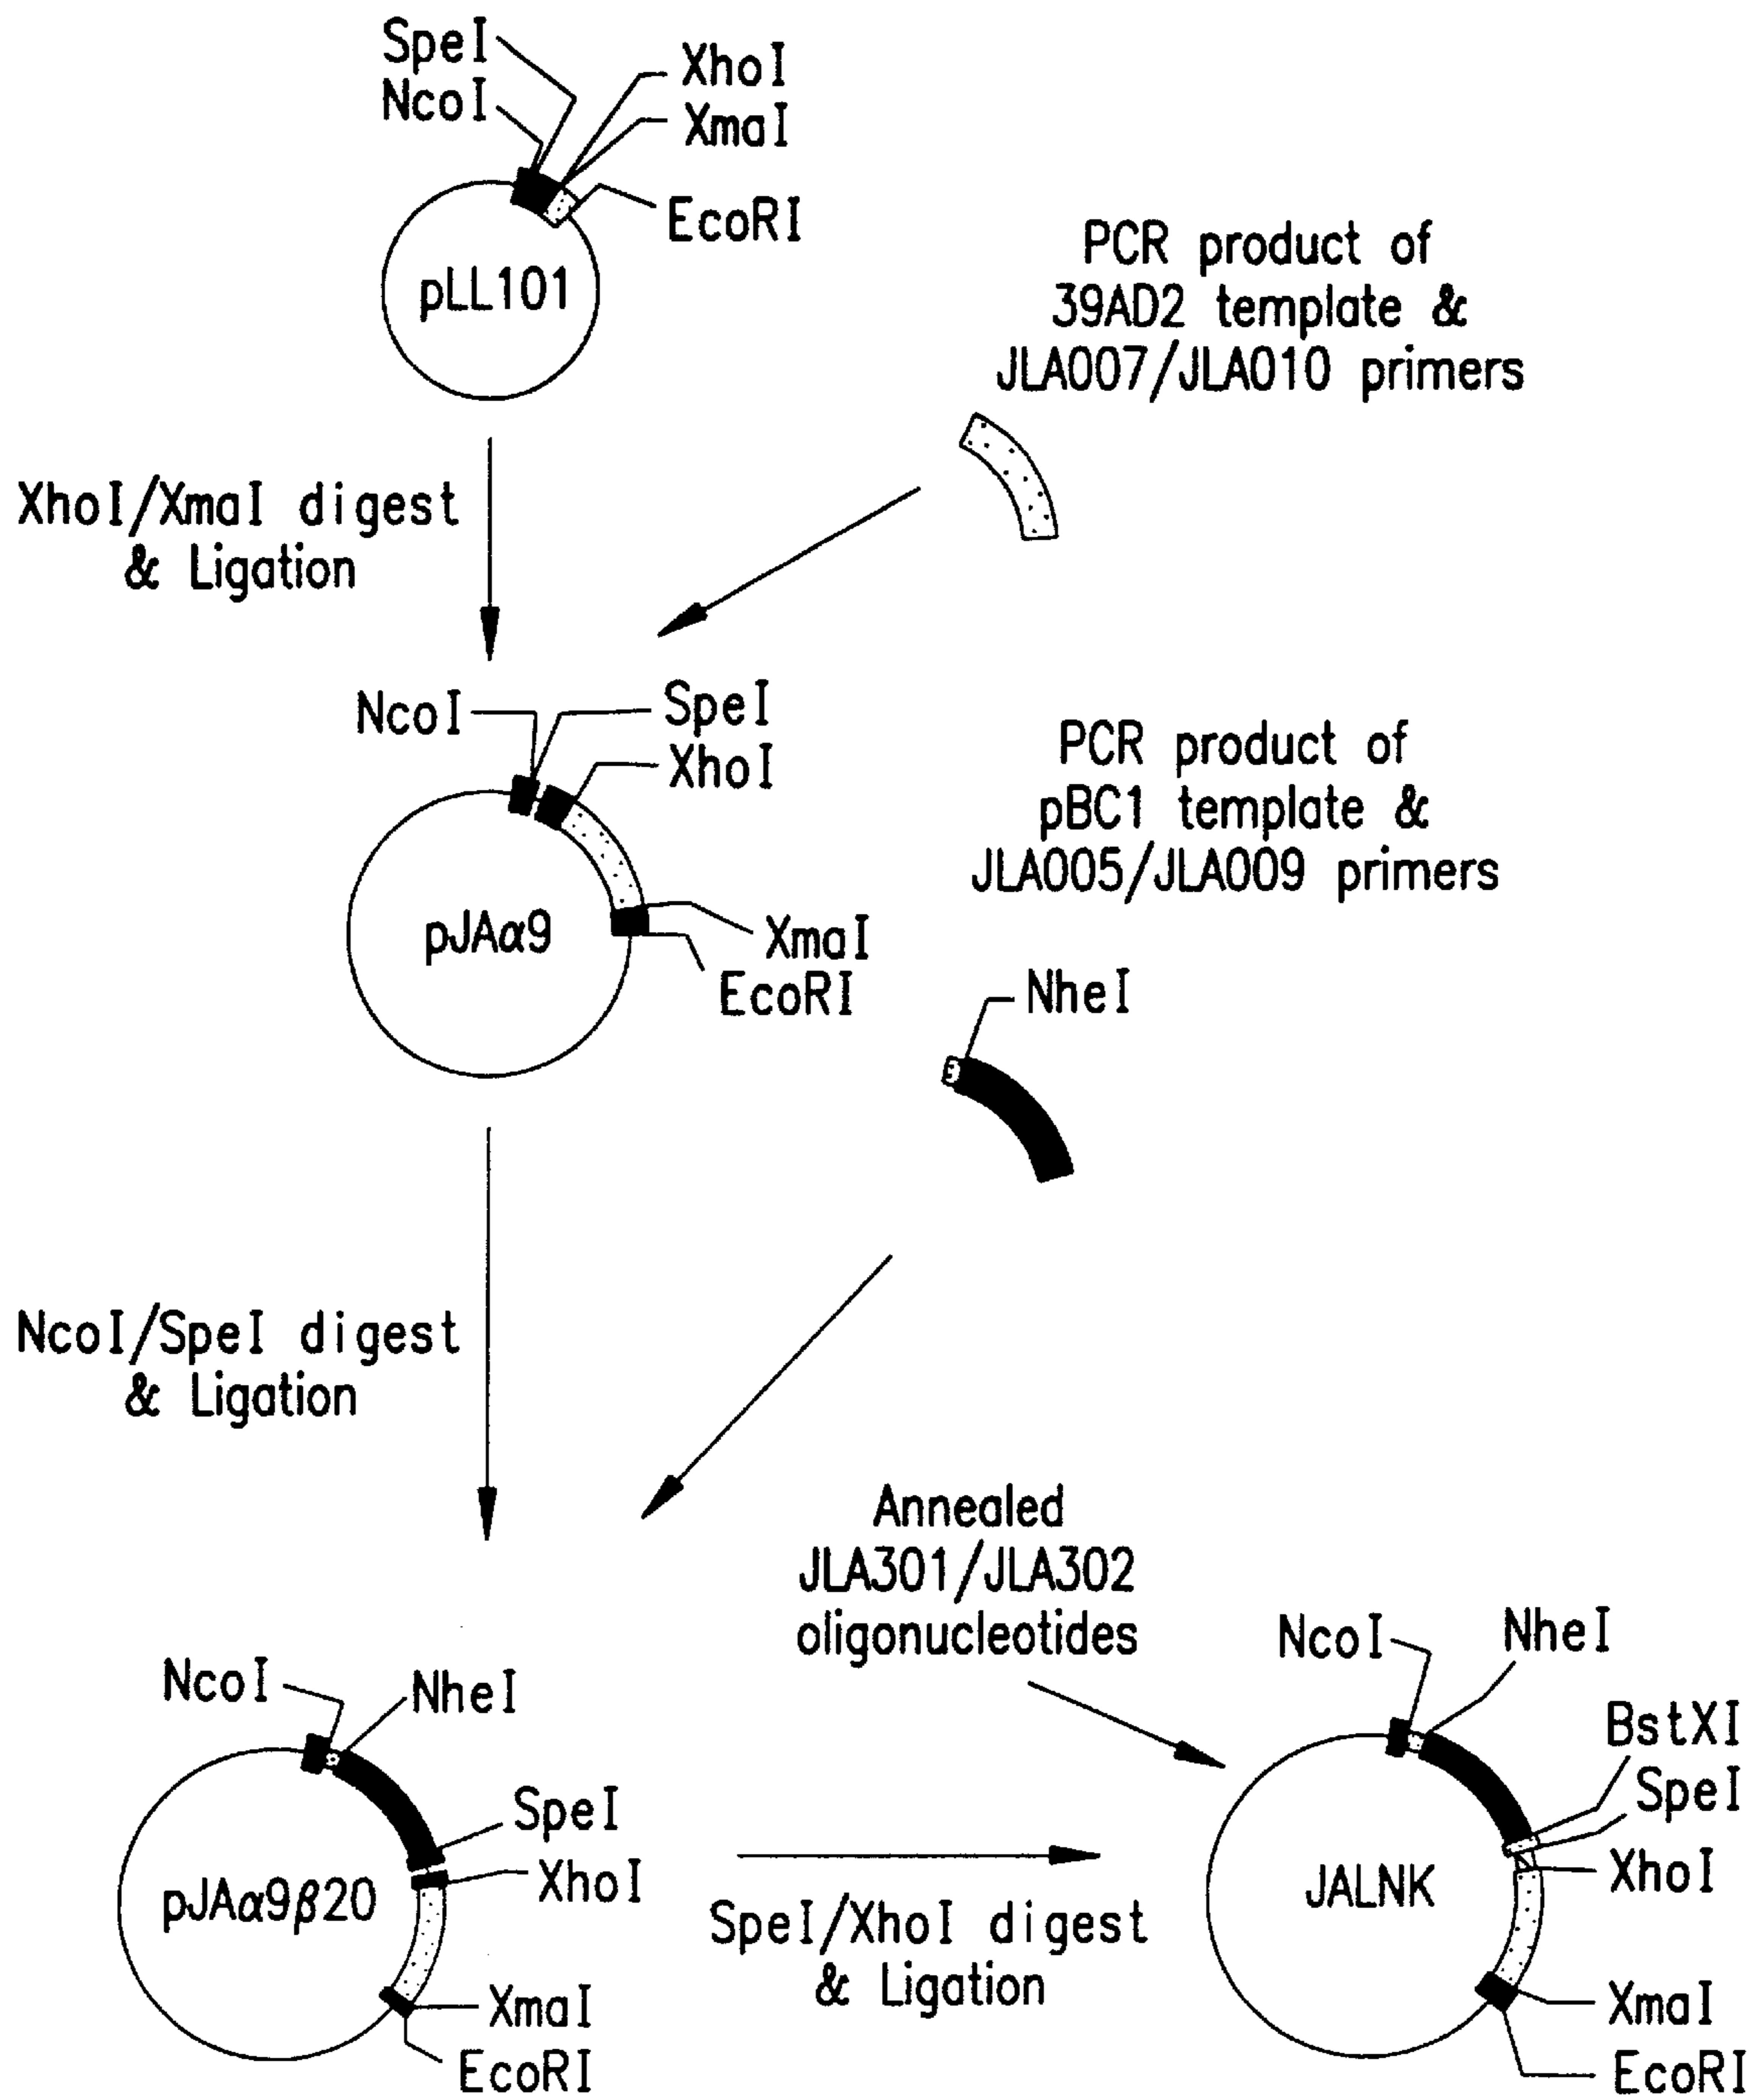 SpeI
NcoI
XhoI
XmaI
EcoRI
pLL101
PCR product of
39AD2 template &
JLA007/JLA010 primers
XhoI/XmaI digest
& Ligation
NcoI
SpeI
XhoI
pJAα9
XmaI
EcoRI
PCR product of
pBC1 template &
JLA005/JLA009 primers
NheI
NcoI/SpeI digest
& Ligation
Annealed
JLA301/JLA302
oligonucleotides
NcoI
NheI
SpeI
XhoI
pJAα9β20
XmaI
EcoRI
SpeI/XhoI digest
& Ligation
NcoI
NheI
BstXI
SpeI
XhoI
JALNK
XmaI
EcoRI